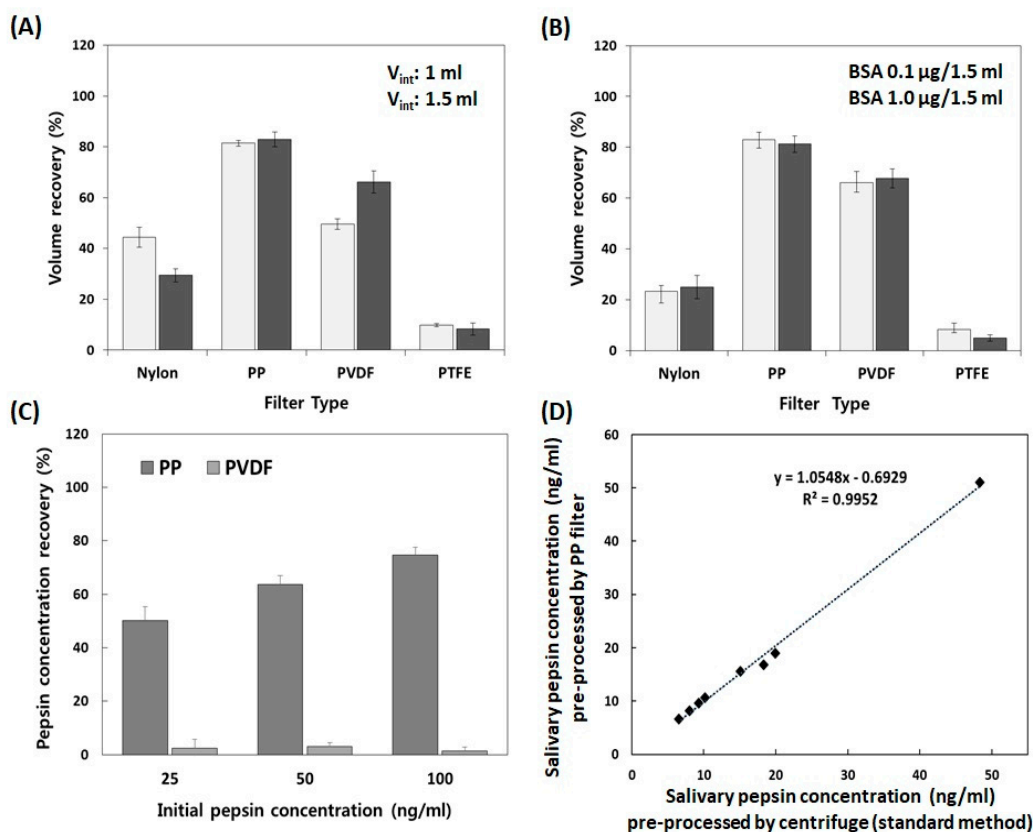 (A)
120
100
80
60
40
20
0
Volume recovery (%)
V_int: 1 ml
V_int: 1.5 ml
Nylon PP PVDF PTFE
Filter Type
(B)
120
100
80
60
40
20
0
Volume recovery (%)
BSA 0.1 µg/1.5 ml
BSA 1.0 µg/1.5 ml
Nylon PP PVDF PTFE
Filter Type
(C)
120
100
80
60
40
20
0
Pepsin concentration recovery (%)
PP PVDF
25 50 100
Initial pepsin concentration (ng/ml)
(D)
60
50
40
30
20
10
0
Salivary pepsin concentration (ng/ml)
pre-processed by PP filter
y = 1.0548x - 0.6929
R² = 0.9952
0 10 20 30 40 50
Salivary pepsin concentration (ng/ml)
pre-processed by centrifuge (standard method)